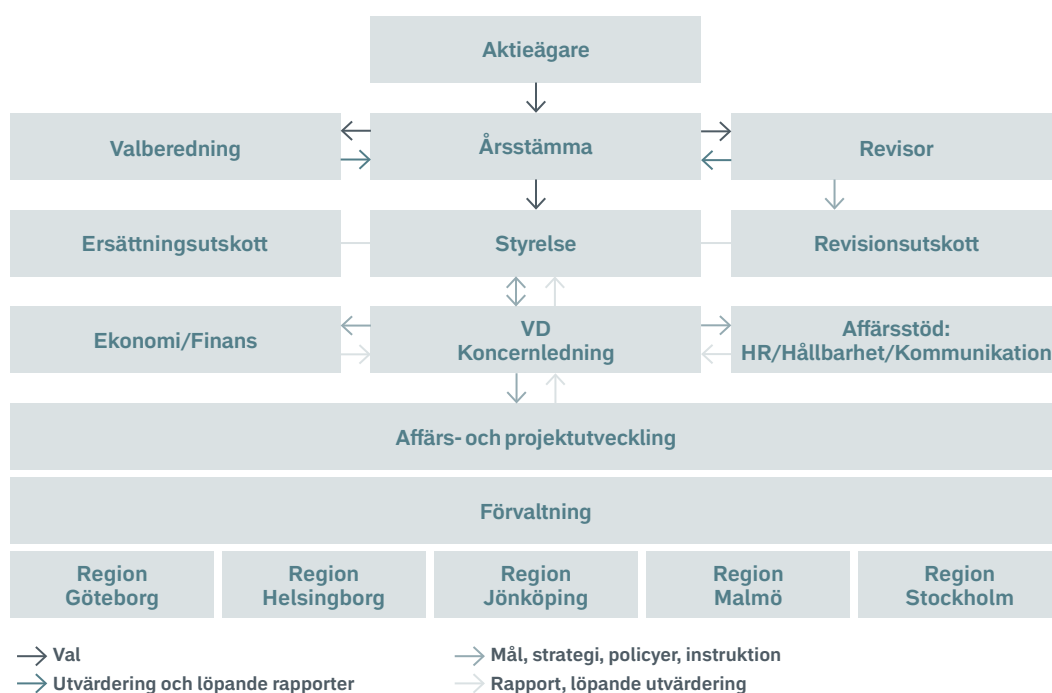 Aktieägare
Valberedning
Årsstämma
Revisor
Ersättningsutskott
Styrelse
Revisionsutskott
Ekonomi/Finans
VD
Koncernledning
Affärsstöd:
HR/Hållbarhet/Kommunikation
Affärs- och projektutveckling
Förvaltning
Region
Göteborg
Region
Helsingborg
Region
Jönköping
Region
Malmö
Region
Stockholm
Val
Utvärdering och löpande rapporter
Mål, strategi, policyer, instruktion
Rapport, löpande utvärdering